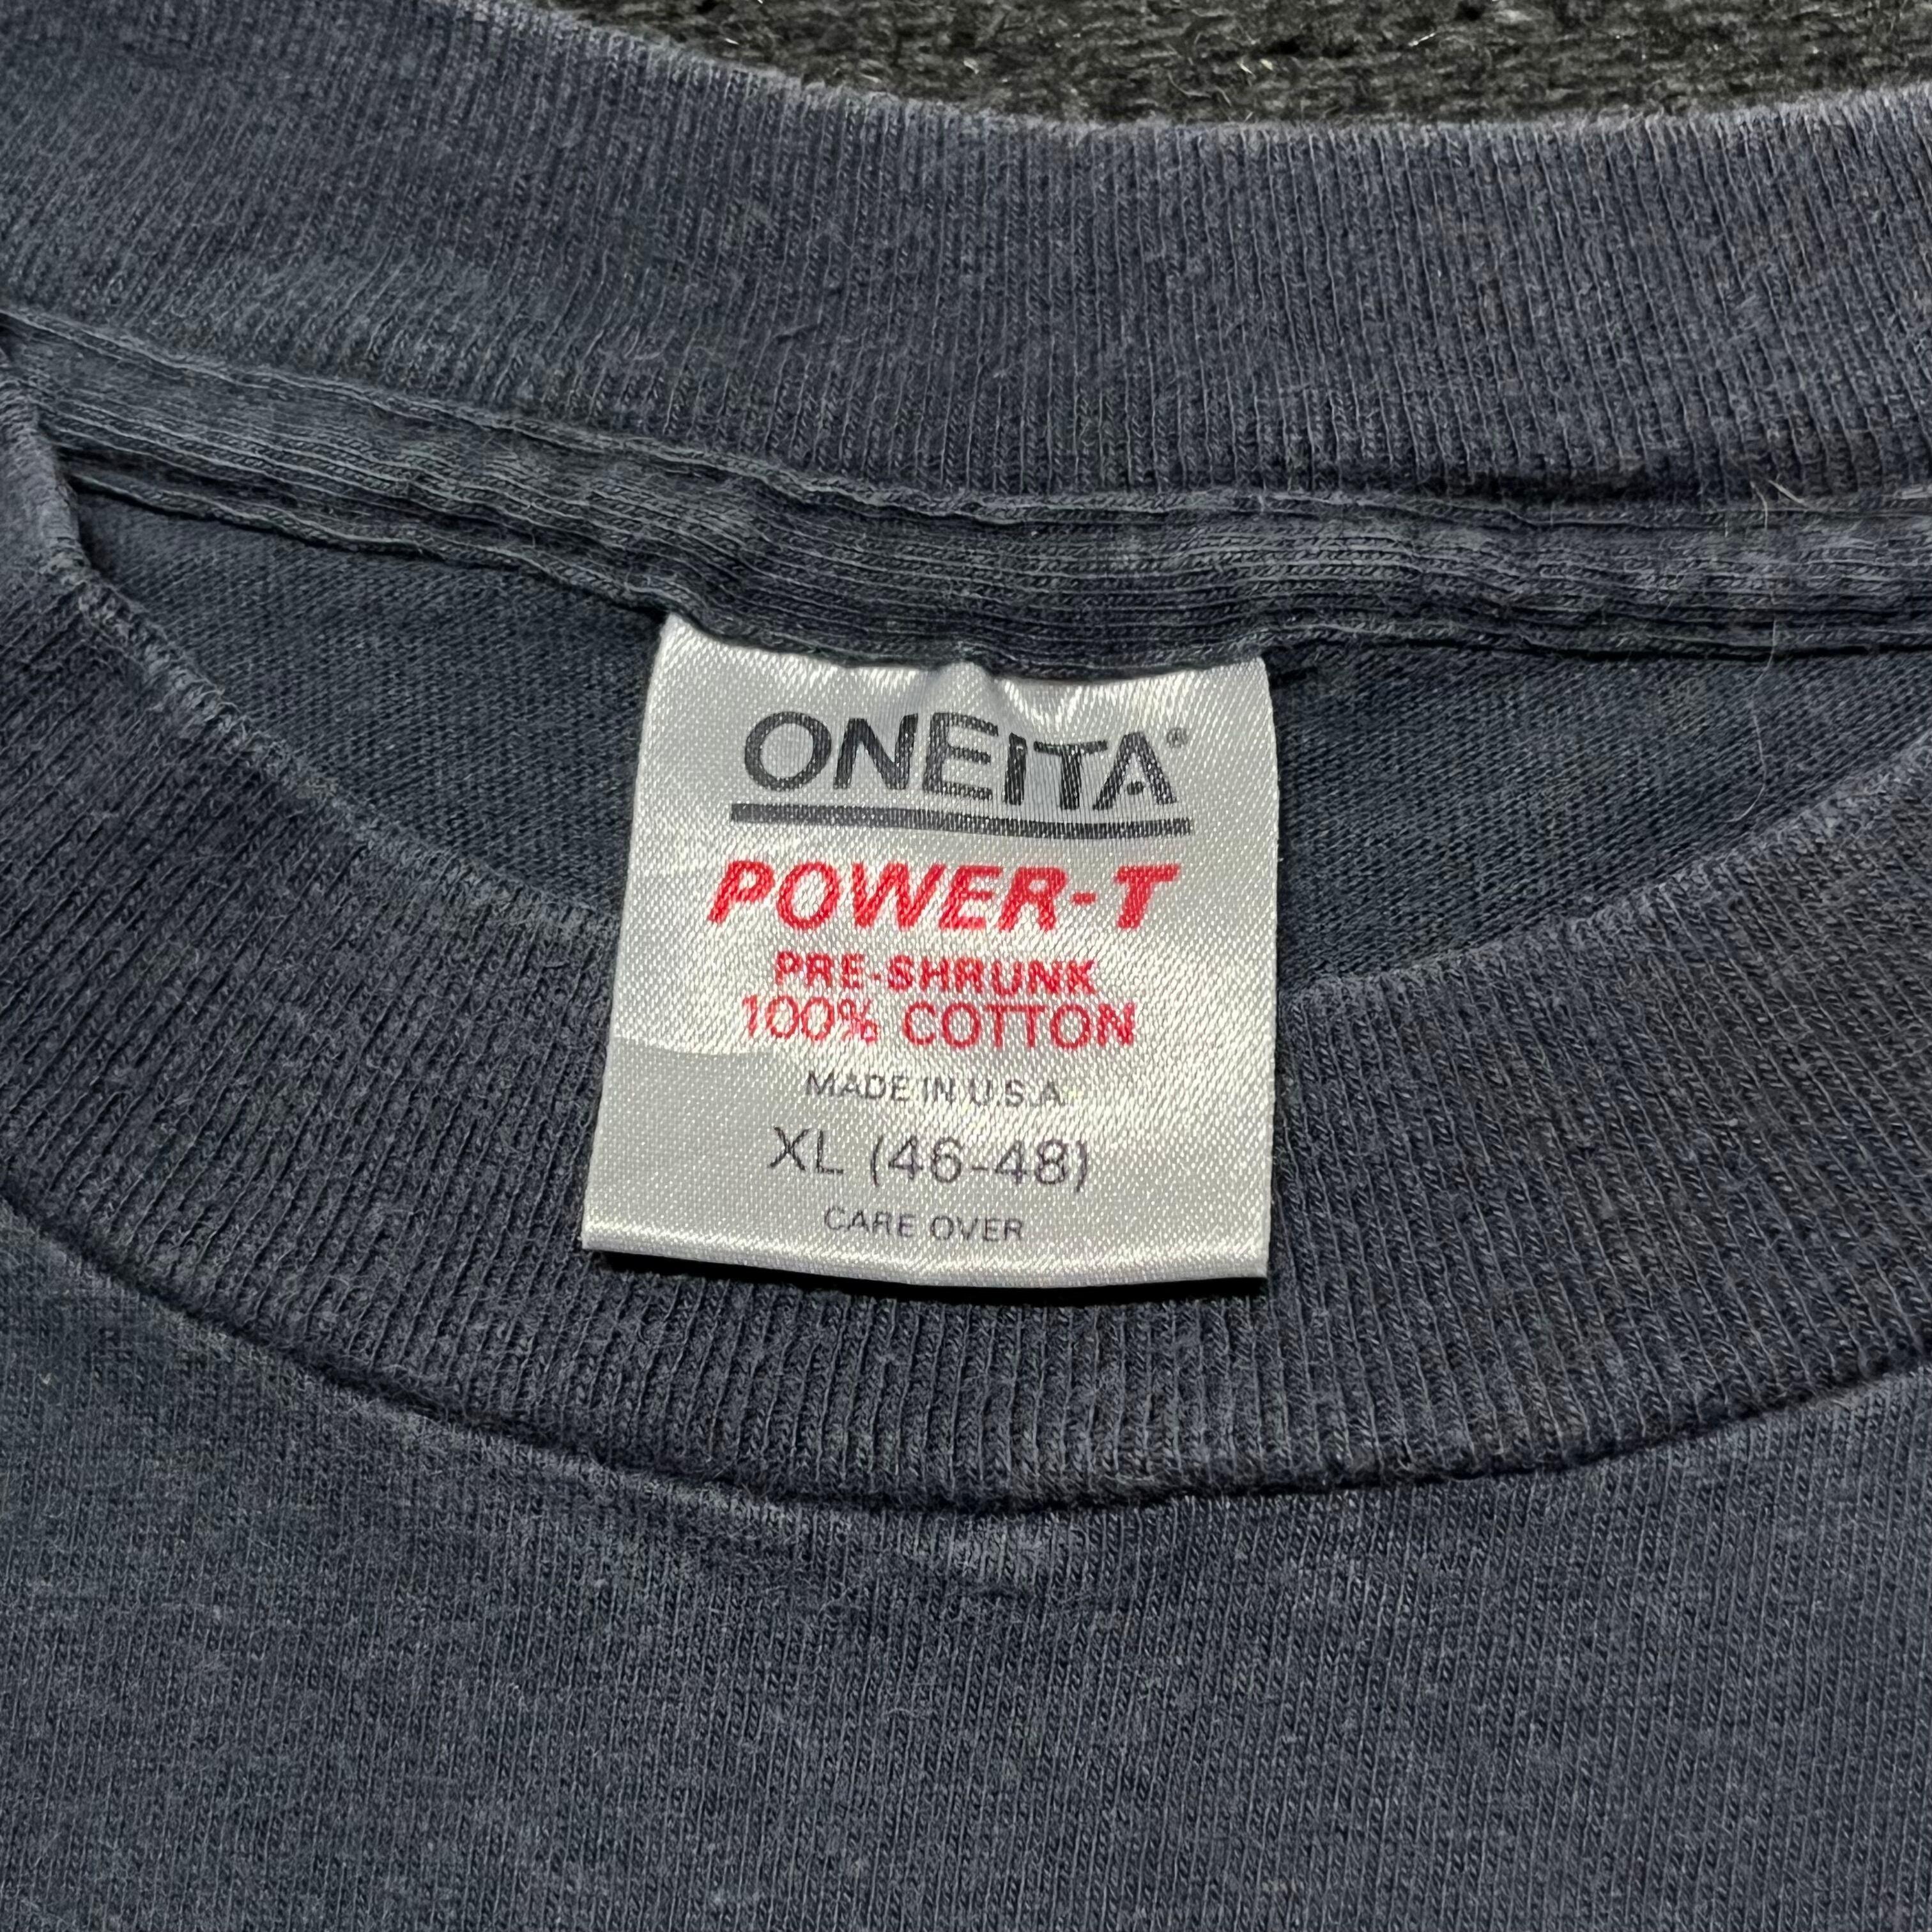 ONEITA®
POWER-T
PRE-SHRUNK
100% COTTON
MADE IN U.S.A.
XL (46-48)
CARE OVER